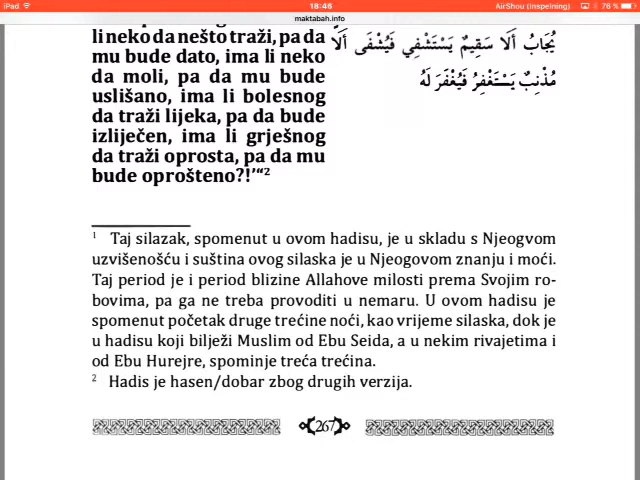 iPad 18:46 AirShou (inspelning) 76 %
maktabah.info
li neko da nešto traži, pa da
mu bude dato, ima li neko
da moli, pa da mu bude
uslišano, ima li bolesnog
da traži lijeka, pa da bude
izliječen, ima li grješnog
da traži oprosta, pa da mu
bude oprošteno?!’“2
يُجَابُ أَلَا سَقِيمٌ يَسْتَشْفِي فَيُشْفَى أَلَا
مُذْنِبٌ يَسْتَغْفِرُ فَيُغْفَرَ لَهُ
1 Taj silazak, spomenut u ovom hadisu, je u skladu s Njeogvom
uzvišenošću i suština ovog silaska je u Njeogovom znanju i moći.
Taj period je i period blizine Allahove milosti prema Svojim ro-
bovima, pa ga ne treba provoditi u nemaru. U ovom hadisu je
spomenut početak druge trećine noći, kao vrijeme silaska, dok je
u hadisu koji bilježi Muslim od Ebu Seida, a u nekim rivajetima i
od Ebu Hurejre, spominje treća trećina.
2 Hadis je hasen/dobar zbog drugih verzija.
267